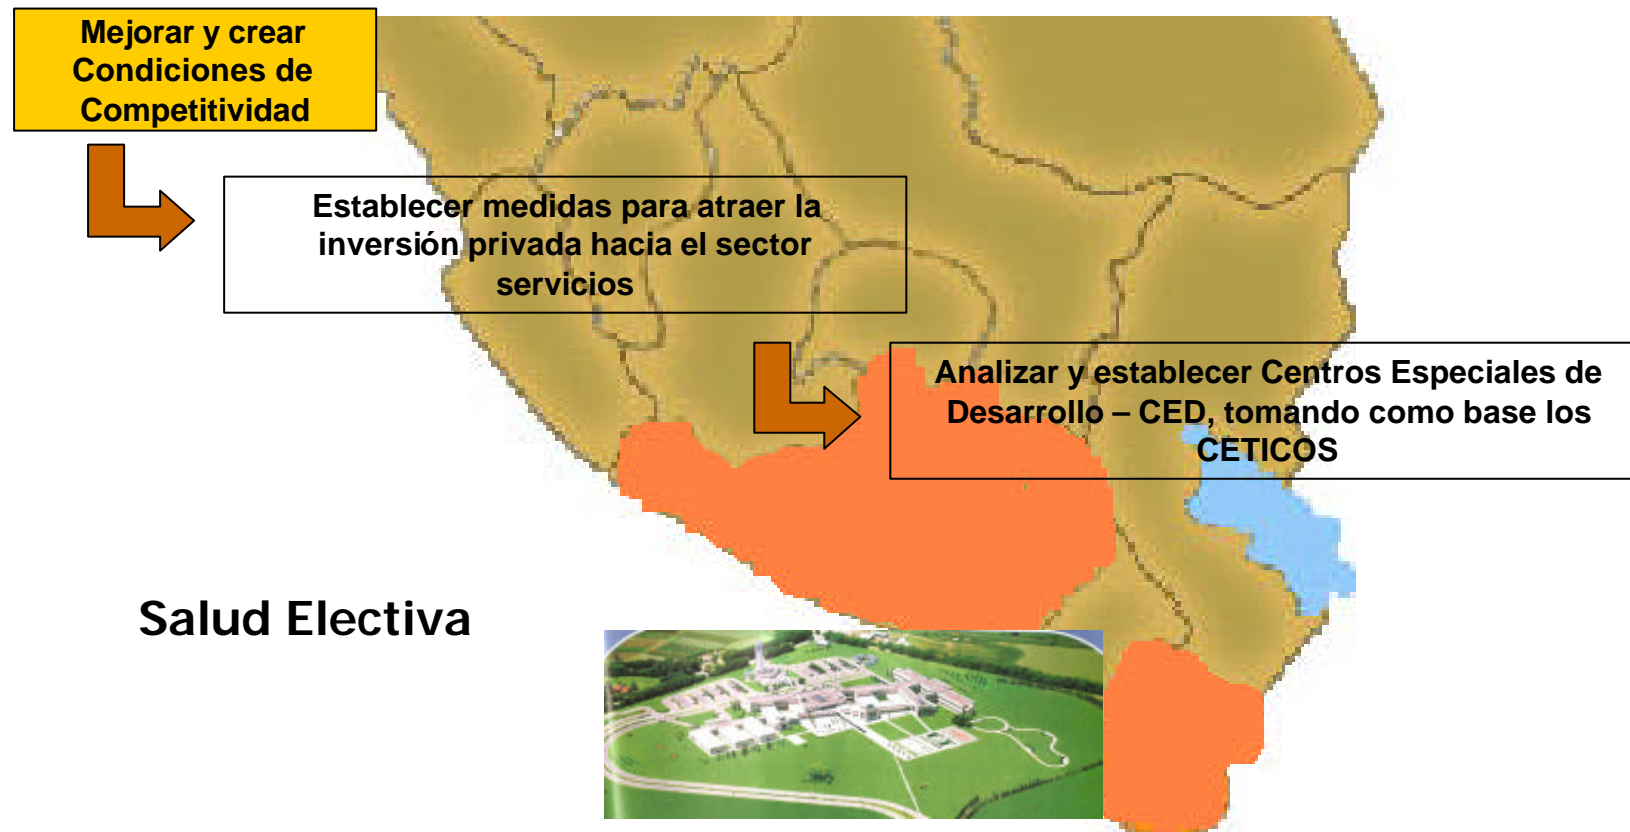 Mejorar y crear
Condiciones de
Competitividad
Establecer medidas para atraer la
inversión privada hacia el sector
servicios
Analizar y establecer Centros Especiales de
Desarrollo – CED, tomando como base los
CETICOS
Salud Electiva